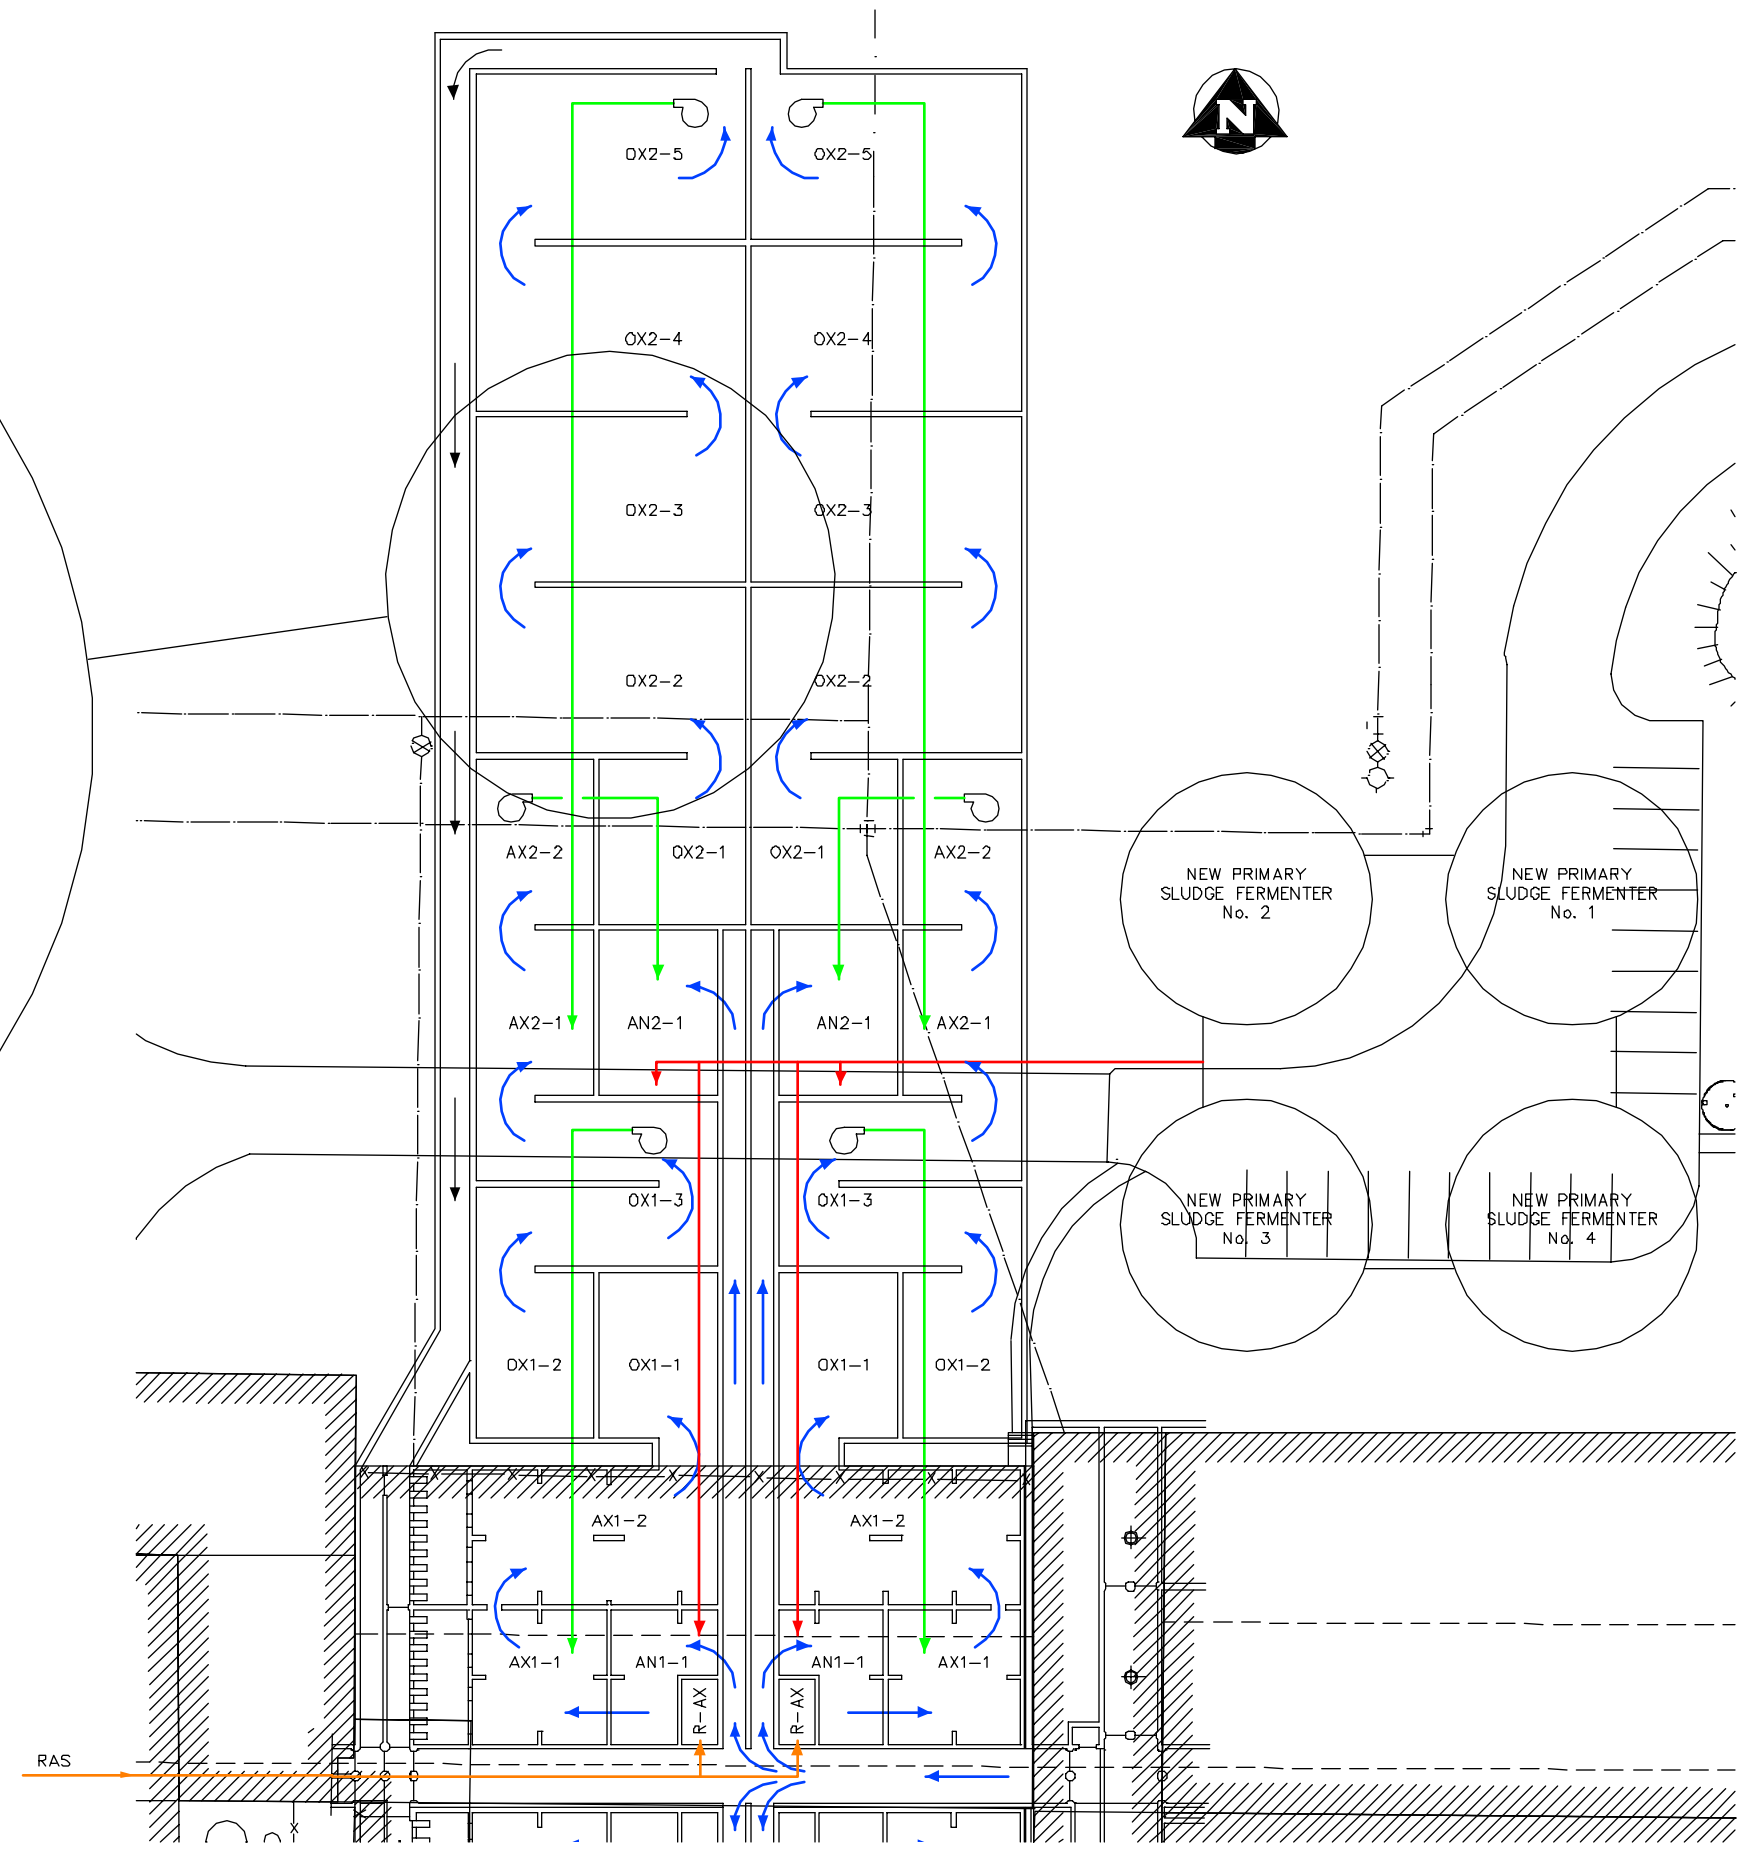 N
OX2-5 OX2-5
OX2-4 OX2-4
OX2-3 OX2-3
OX2-2 OX2-2
AX2-2 OX2-1 OX2-1 AX2-2
NEW PRIMARY
SLUDGE FERMENTER
No. 2
NEW PRIMARY
SLUDGE FERMENTER
No. 1
AX2-1 AN2-1 AN2-1 AX2-1
OX1-3 OX1-3
NEW PRIMARY
SLUDGE FERMENTER
No. 3
NEW PRIMARY
SLUDGE FERMENTER
No. 4
OX1-2 OX1-1 OX1-1 OX1-2
AX1-2 AX1-2
AX1-1 AN1-1 AN1-1 AX1-1
R-AX R-AX
RAS